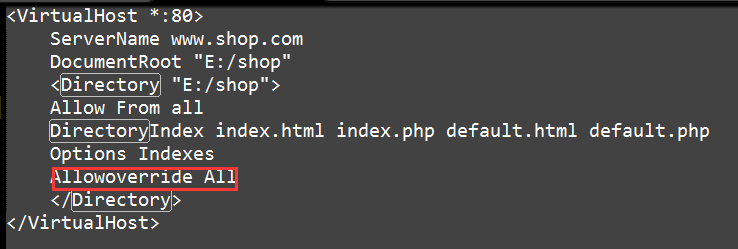 <VirtualHost *:80>
ServerName www.shop.com
DocumentRoot "E:/shop"
<Directory "E:/shop">
Allow From all
DirectoryIndex index.html index.php default.html default.php
Options Indexes
Allowoverride All
</Directory>
</VirtualHost>